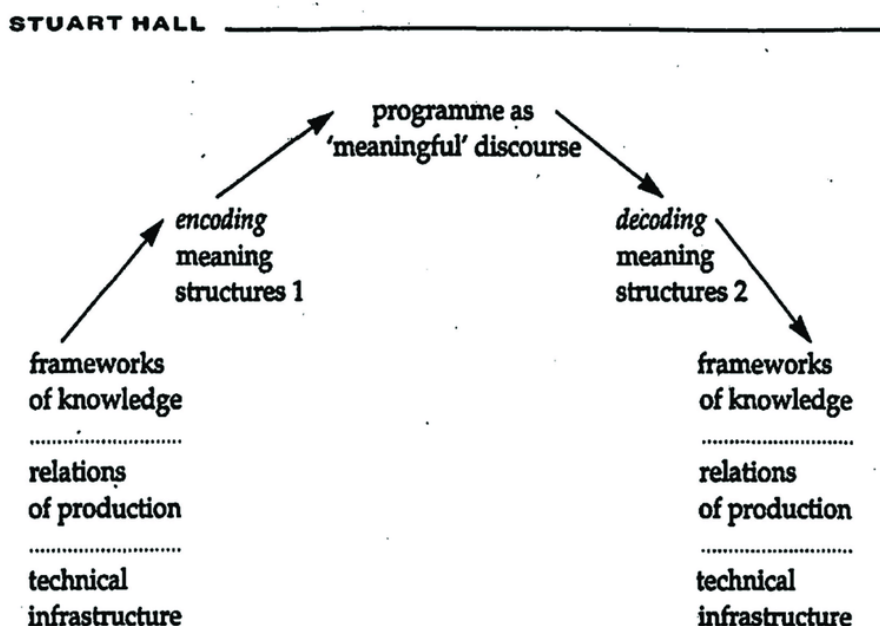 STUART HALL
programme as
'meaningful' discourse
encoding
meaning
structures 1
decoding
meaning
structures 2
frameworks
of knowledge
relations
of production
technical
infrastructure
frameworks
of knowledge
relations
of production
technical
infrastructure